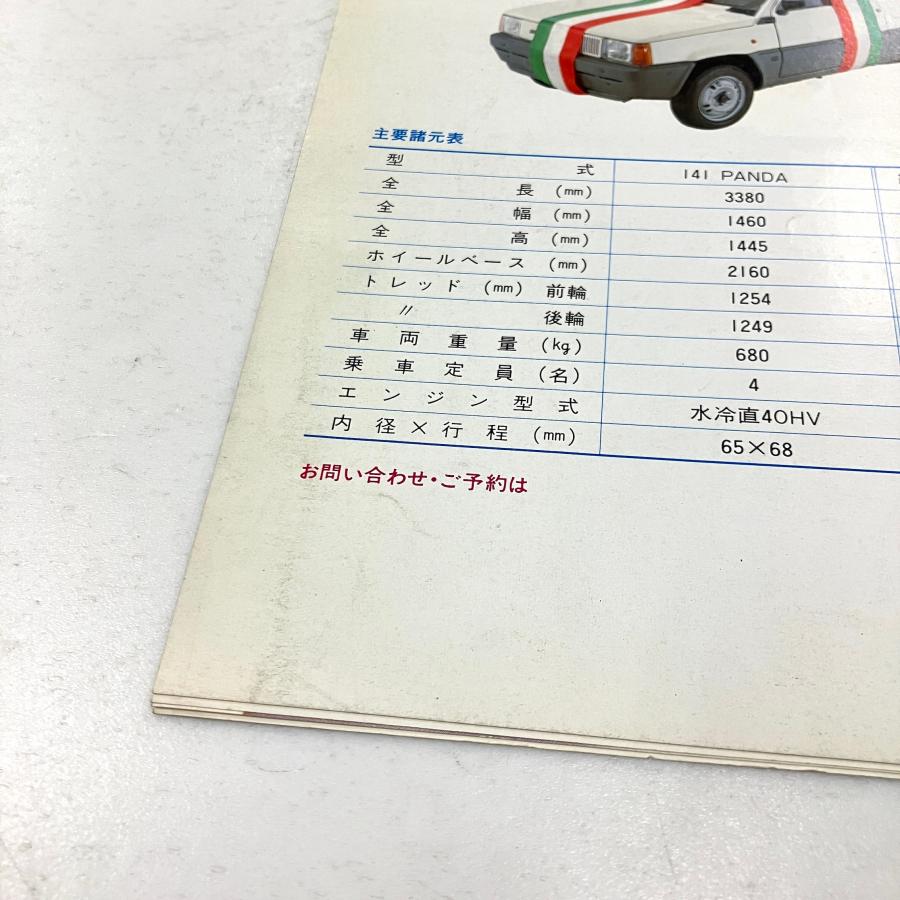 主要諸元表
型 式 141 PANDA
全 長 (mm) 3380
全 幅 (mm) 1460
全 高 (mm) 1445
ホイールベース (mm) 2160
トレッド (mm) 前輪 1254
〃 後輪 1249
車両重量 (kg) 680
乗車定員 (名) 4
エンジン型式 水冷直4OHV
内径×行程 (mm) 65×68
お問い合わせ・ご予約は